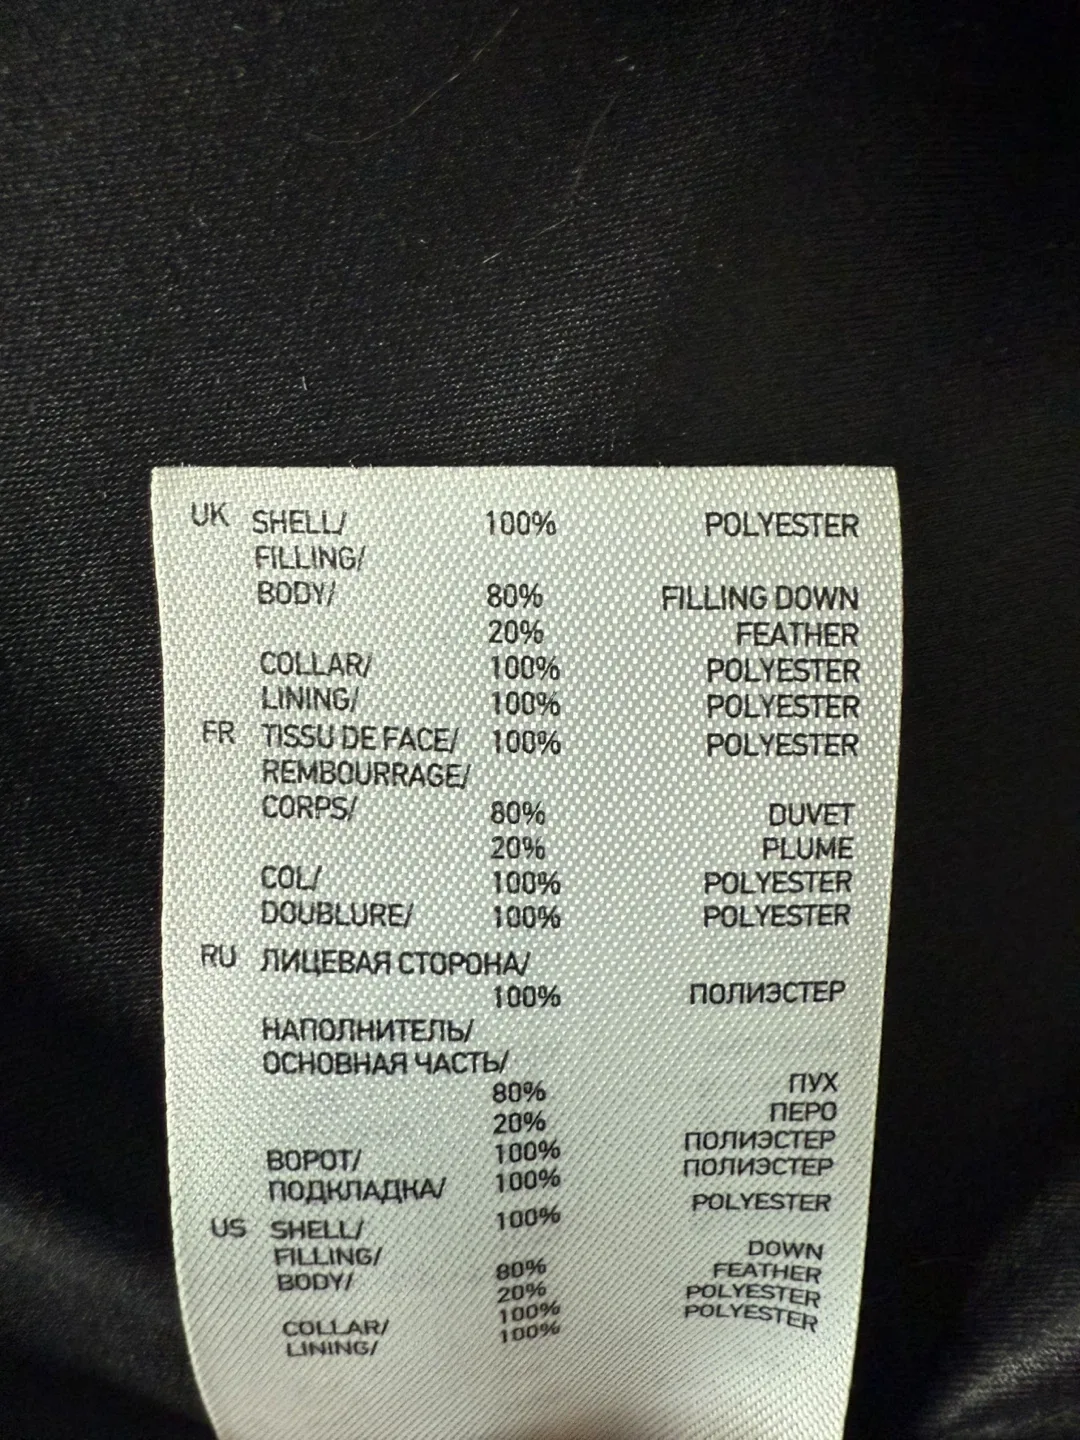 UK SHELL/ 100% POLYESTER
FILLING/
BODY/ 80% FILLING DOWN
20% FEATHER
COLLAR/ 100% POLYESTER
LINING/ 100% POLYESTER
FR TISSU DE FACE/ 100% POLYESTER
REMBOURRAGE/
CORPS/ 80% DUVET
20% PLUME
COL/ 100% POLYESTER
DOUBLURE/ 100% POLYESTER
RU ЛИЦЕВАЯ СТОРОНА/
100% ПОЛИЭСТЕР
НАПОЛНИТЕЛЬ/
ОСНОВНАЯ ЧАСТЬ/
80% ПУХ
20% ПЕРО
ВОРОТ/ 100% ПОЛИЭСТЕР
ПОДКЛАДКА/ 100% ПОЛИЭСТЕР
US SHELL/ 100% POLYESTER
FILLING/
BODY/ 80% DOWN
20% FEATHER
COLLAR/ 100% POLYESTER
LINING/ 100% POLYESTER